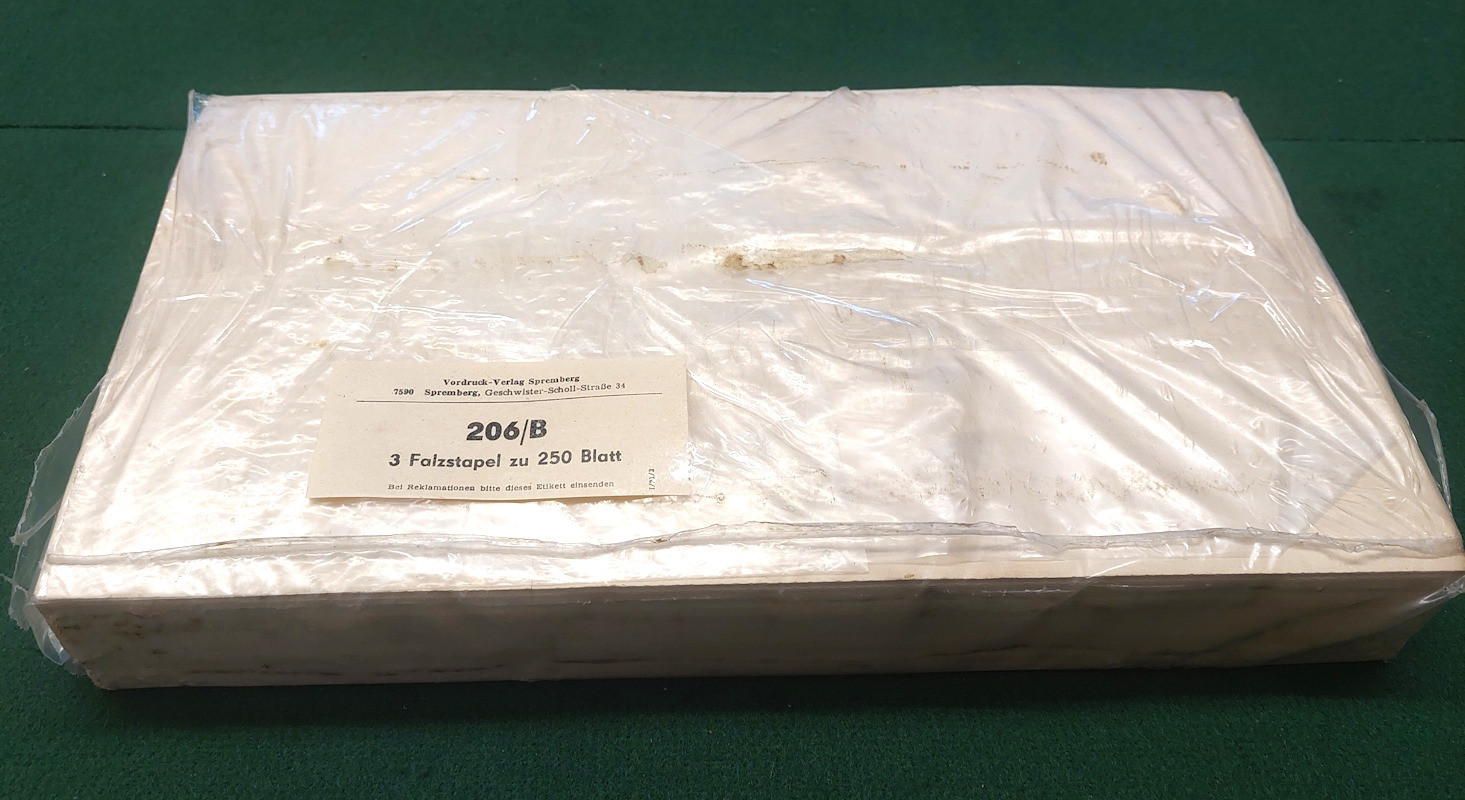 Vordruck-Verlag Spremberg
7590 Spremberg, Geschwister-Scholl-Straße 34
206/B
3 Falzstapel zu 250 Blatt
Bei Reklamationen bitte dieses Etikett einsenden